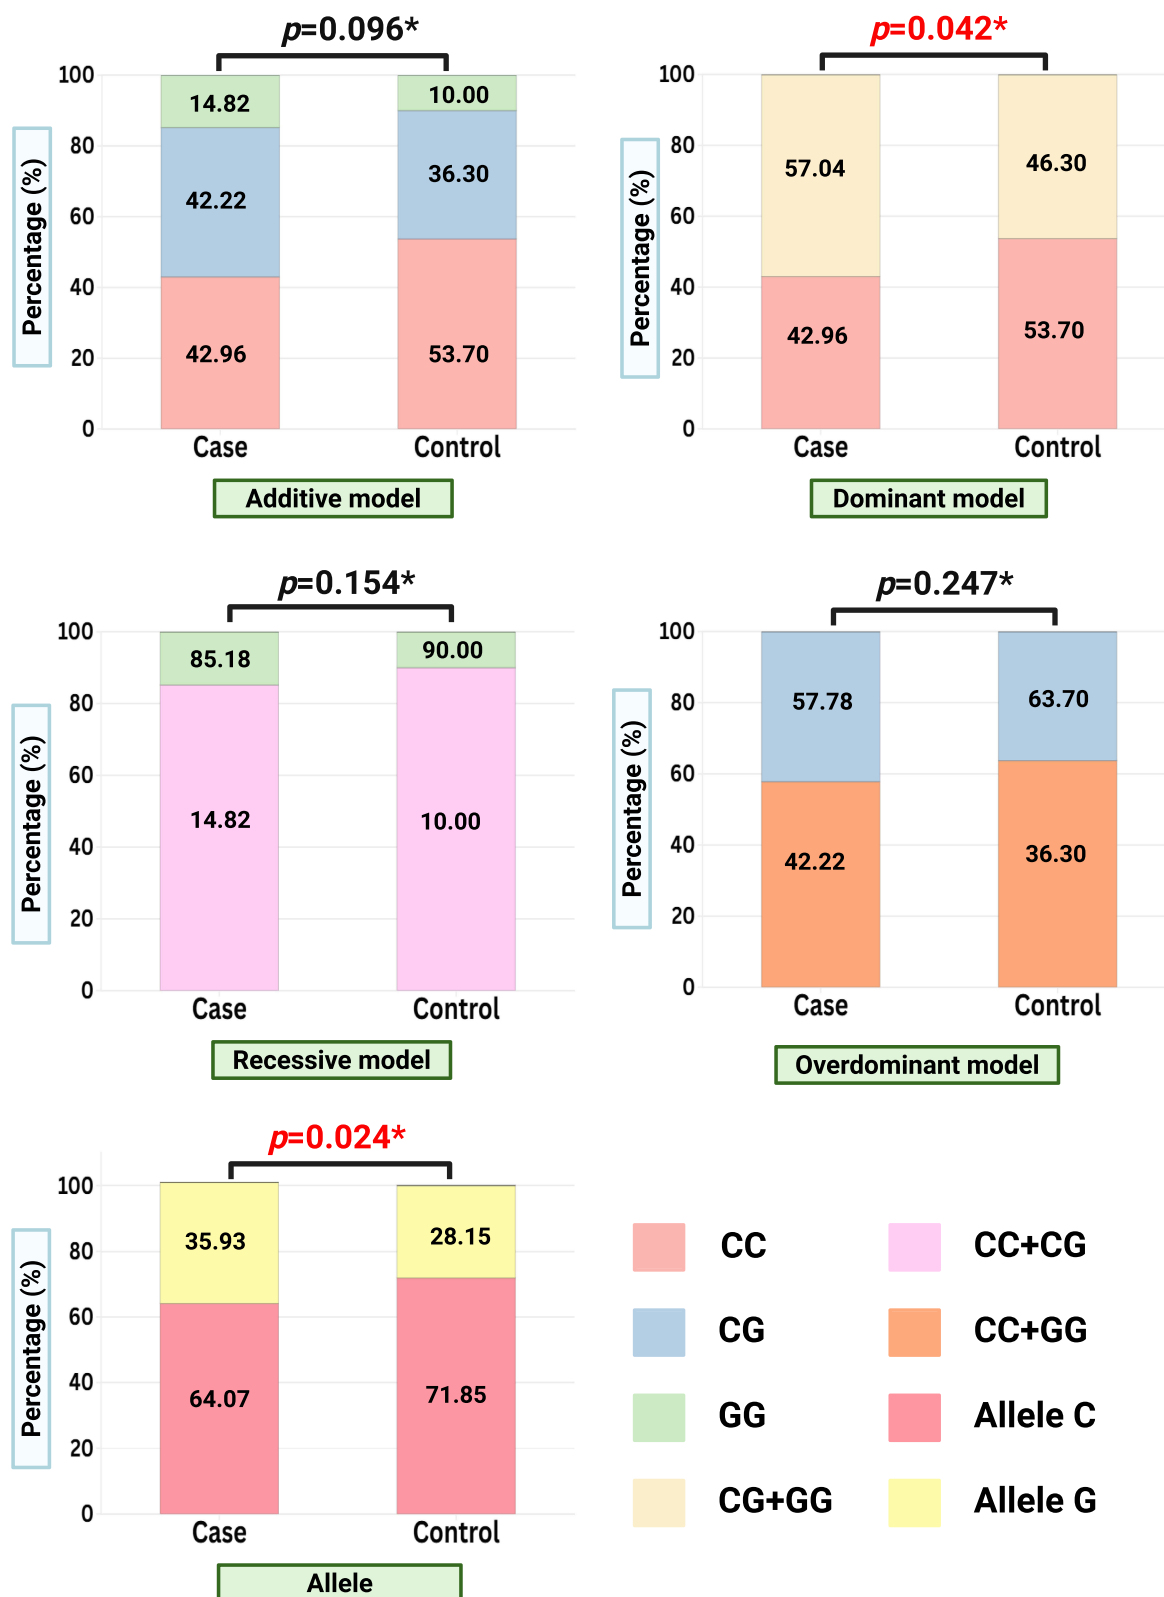 p=0.096*
100
80
60
40
20
0
Percentage (%)
14.82
42.22
42.96
10.00
36.30
53.70
Case
Control
Additive model
p=0.042*
100
80
60
40
20
0
Percentage (%)
57.04
42.96
46.30
53.70
Case
Control
Dominant model
p=0.154*
100
80
60
40
20
0
Percentage (%)
85.18
14.82
90.00
10.00
Case
Control
Recessive model
p=0.247*
100
80
60
40
20
0
Percentage (%)
57.78
42.22
63.70
36.30
Case
Control
Overdominant model
p=0.024*
100
80
60
40
20
0
Percentage (%)
35.93
64.07
28.15
71.85
Case
Control
Allele
CC
CG
GG
CG+GG
CC+CG
CC+GG
Allele C
Allele G